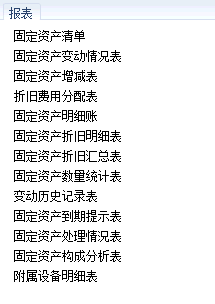 报表
固定资产清单
固定资产变动情况表
固定资产增减表
折旧费用分配表
固定资产明细账
固定资产折旧明细表
固定资产折旧汇总表
固定资产数量统计表
变动历史记录表
固定资产到期提示表
固定资产处理情况表
固定资产构成分析表
附属设备明细表